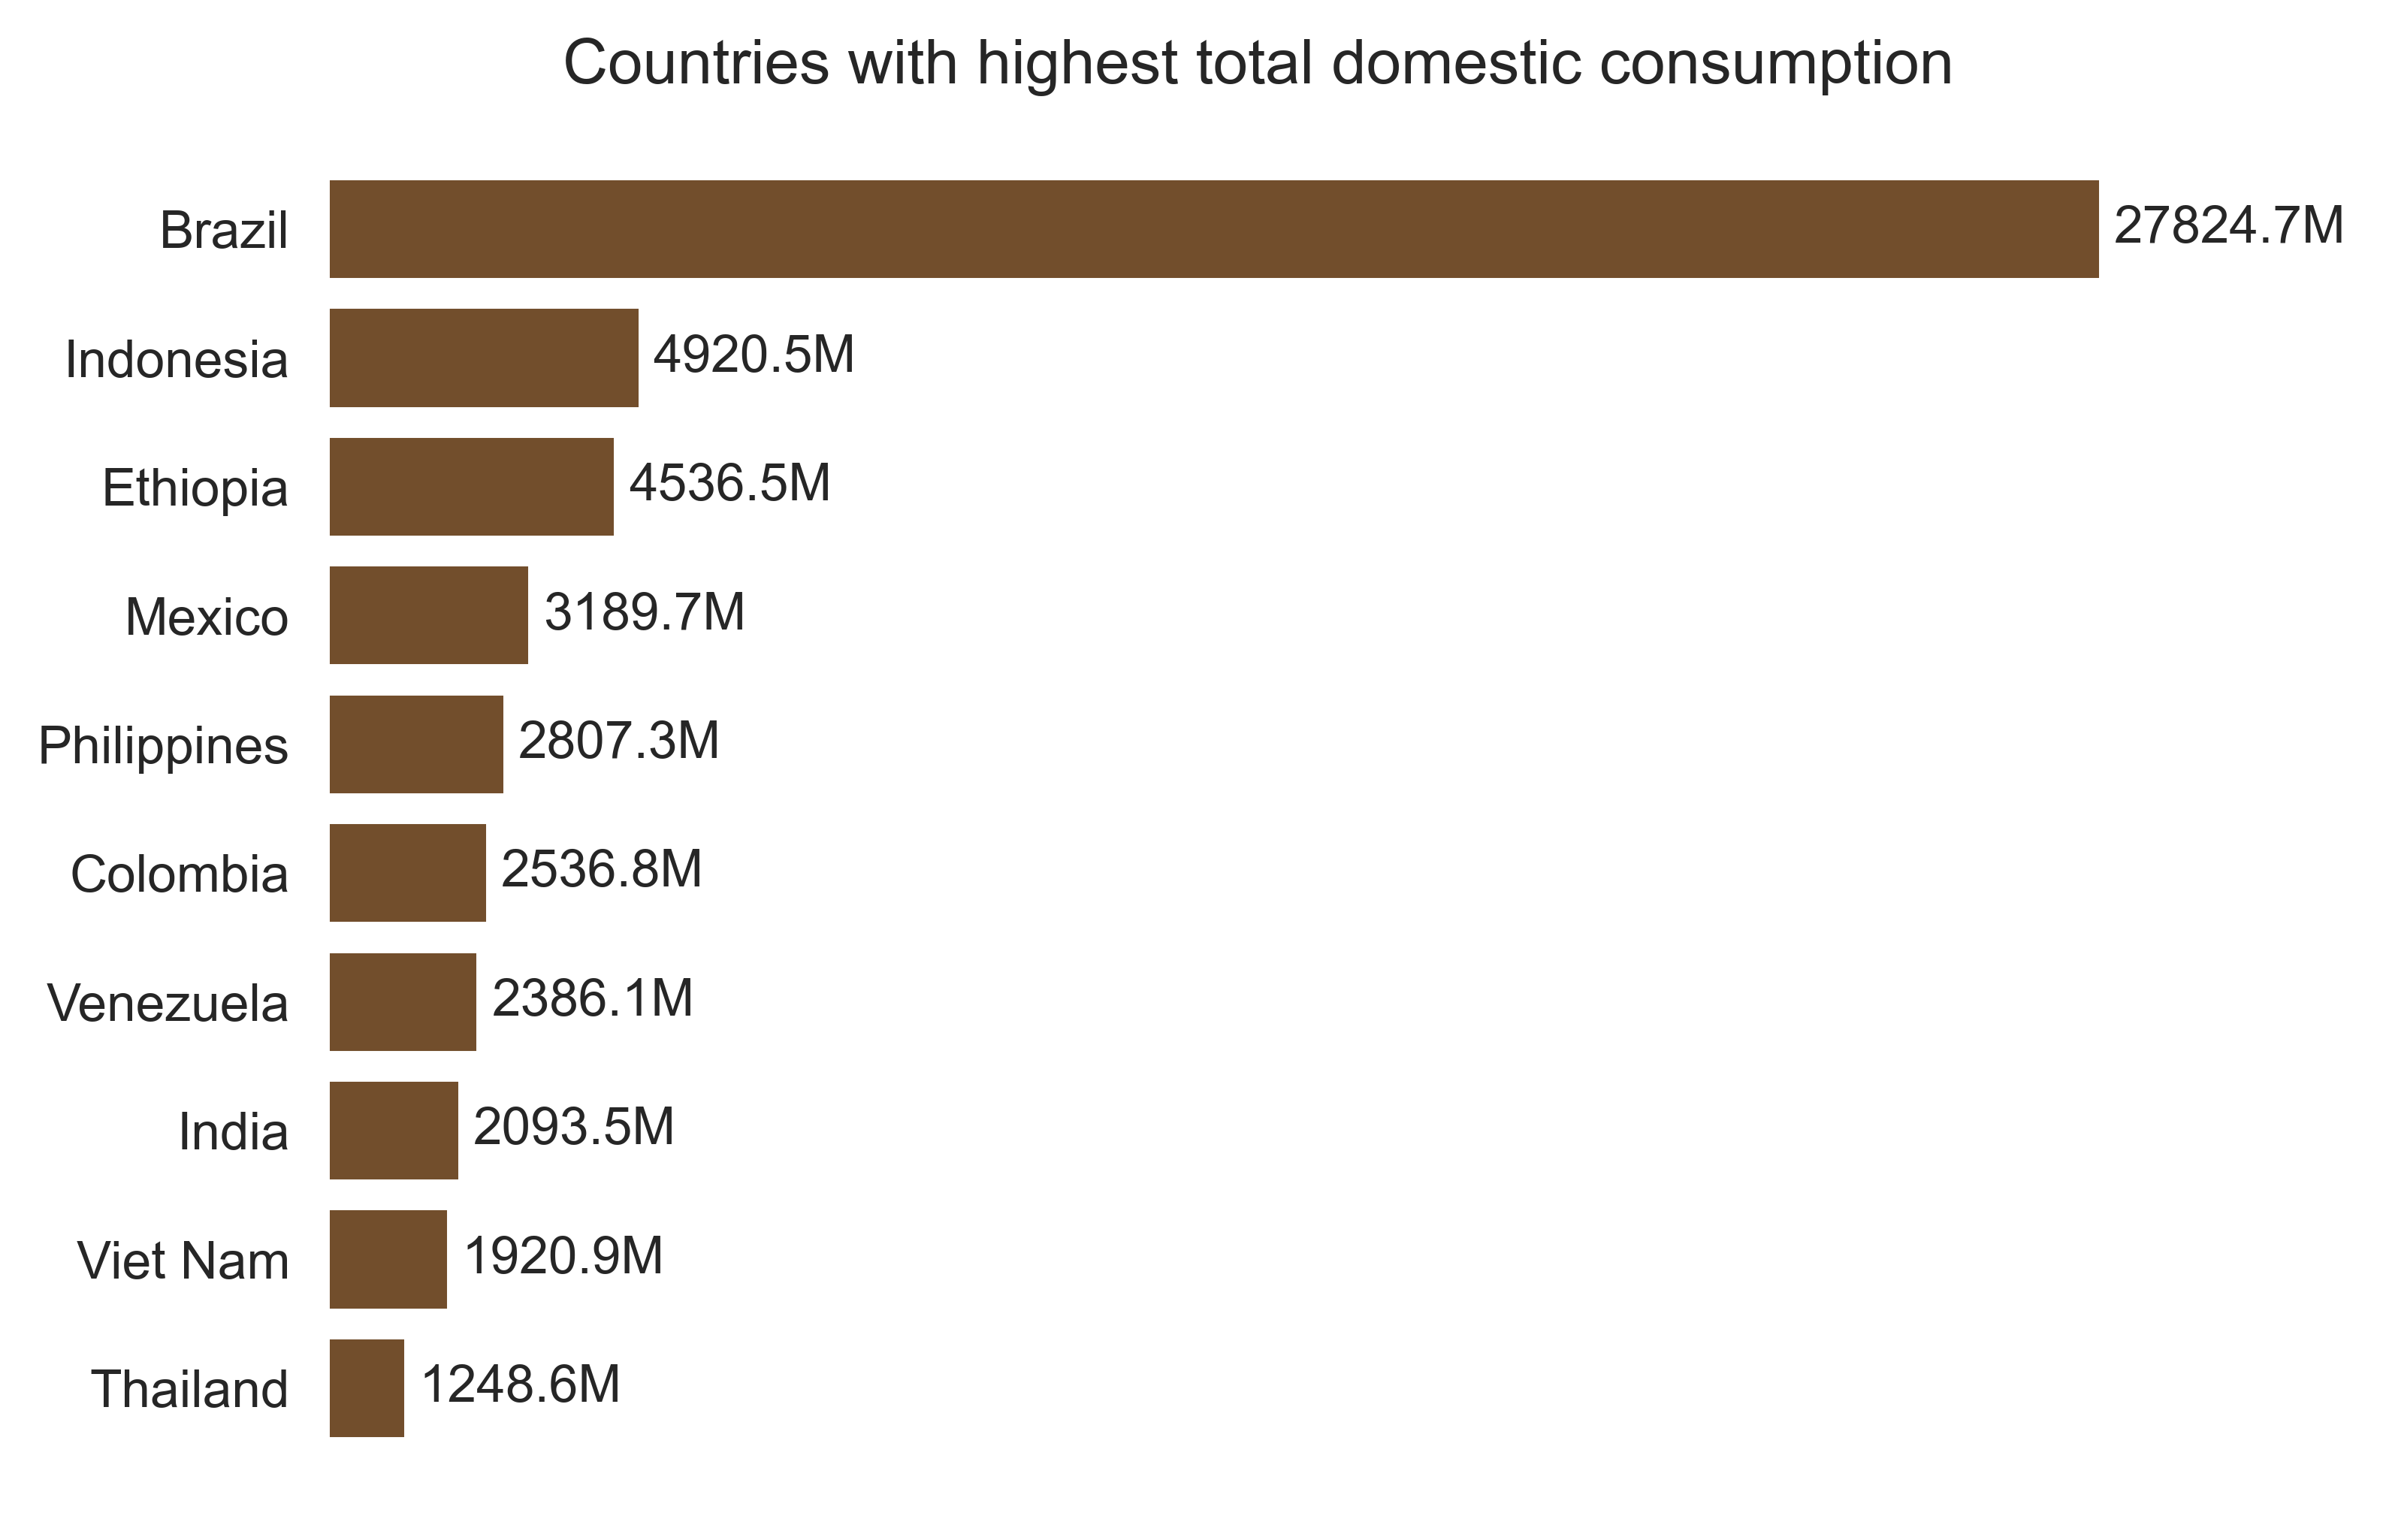 Countries with highest total domestic consumption
Brazil 27824.7M
Indonesia 4920.5M
Ethiopia 4536.5M
Mexico 3189.7M
Philippines 2807.3M
Colombia 2536.8M
Venezuela 2386.1M
India 2093.5M
Viet Nam 1920.9M
Thailand 1248.6M